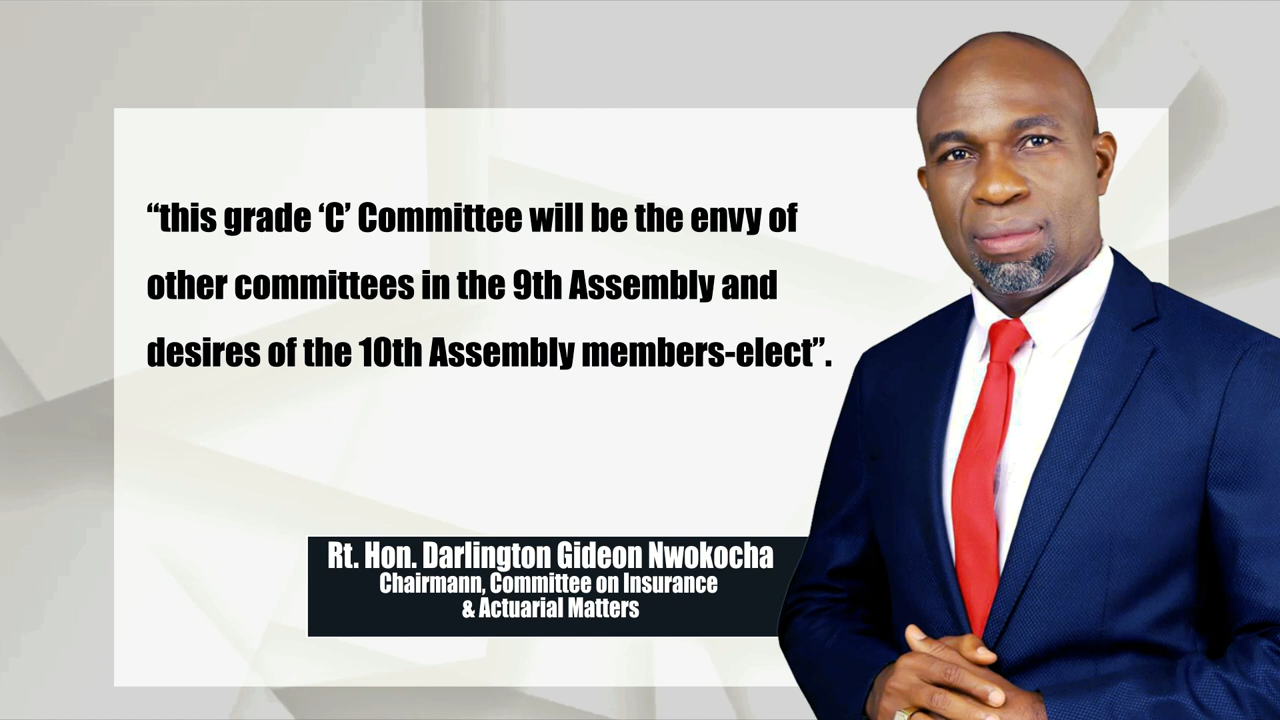 “this grade ‘C’ Committee will be the envy of
other committees in the 9th Assembly and
desires of the 10th Assembly members-elect”.
Rt. Hon. Darlington Gideon Nwokocha
Chairmann, Committee on Insurance
& Actuarial Matters